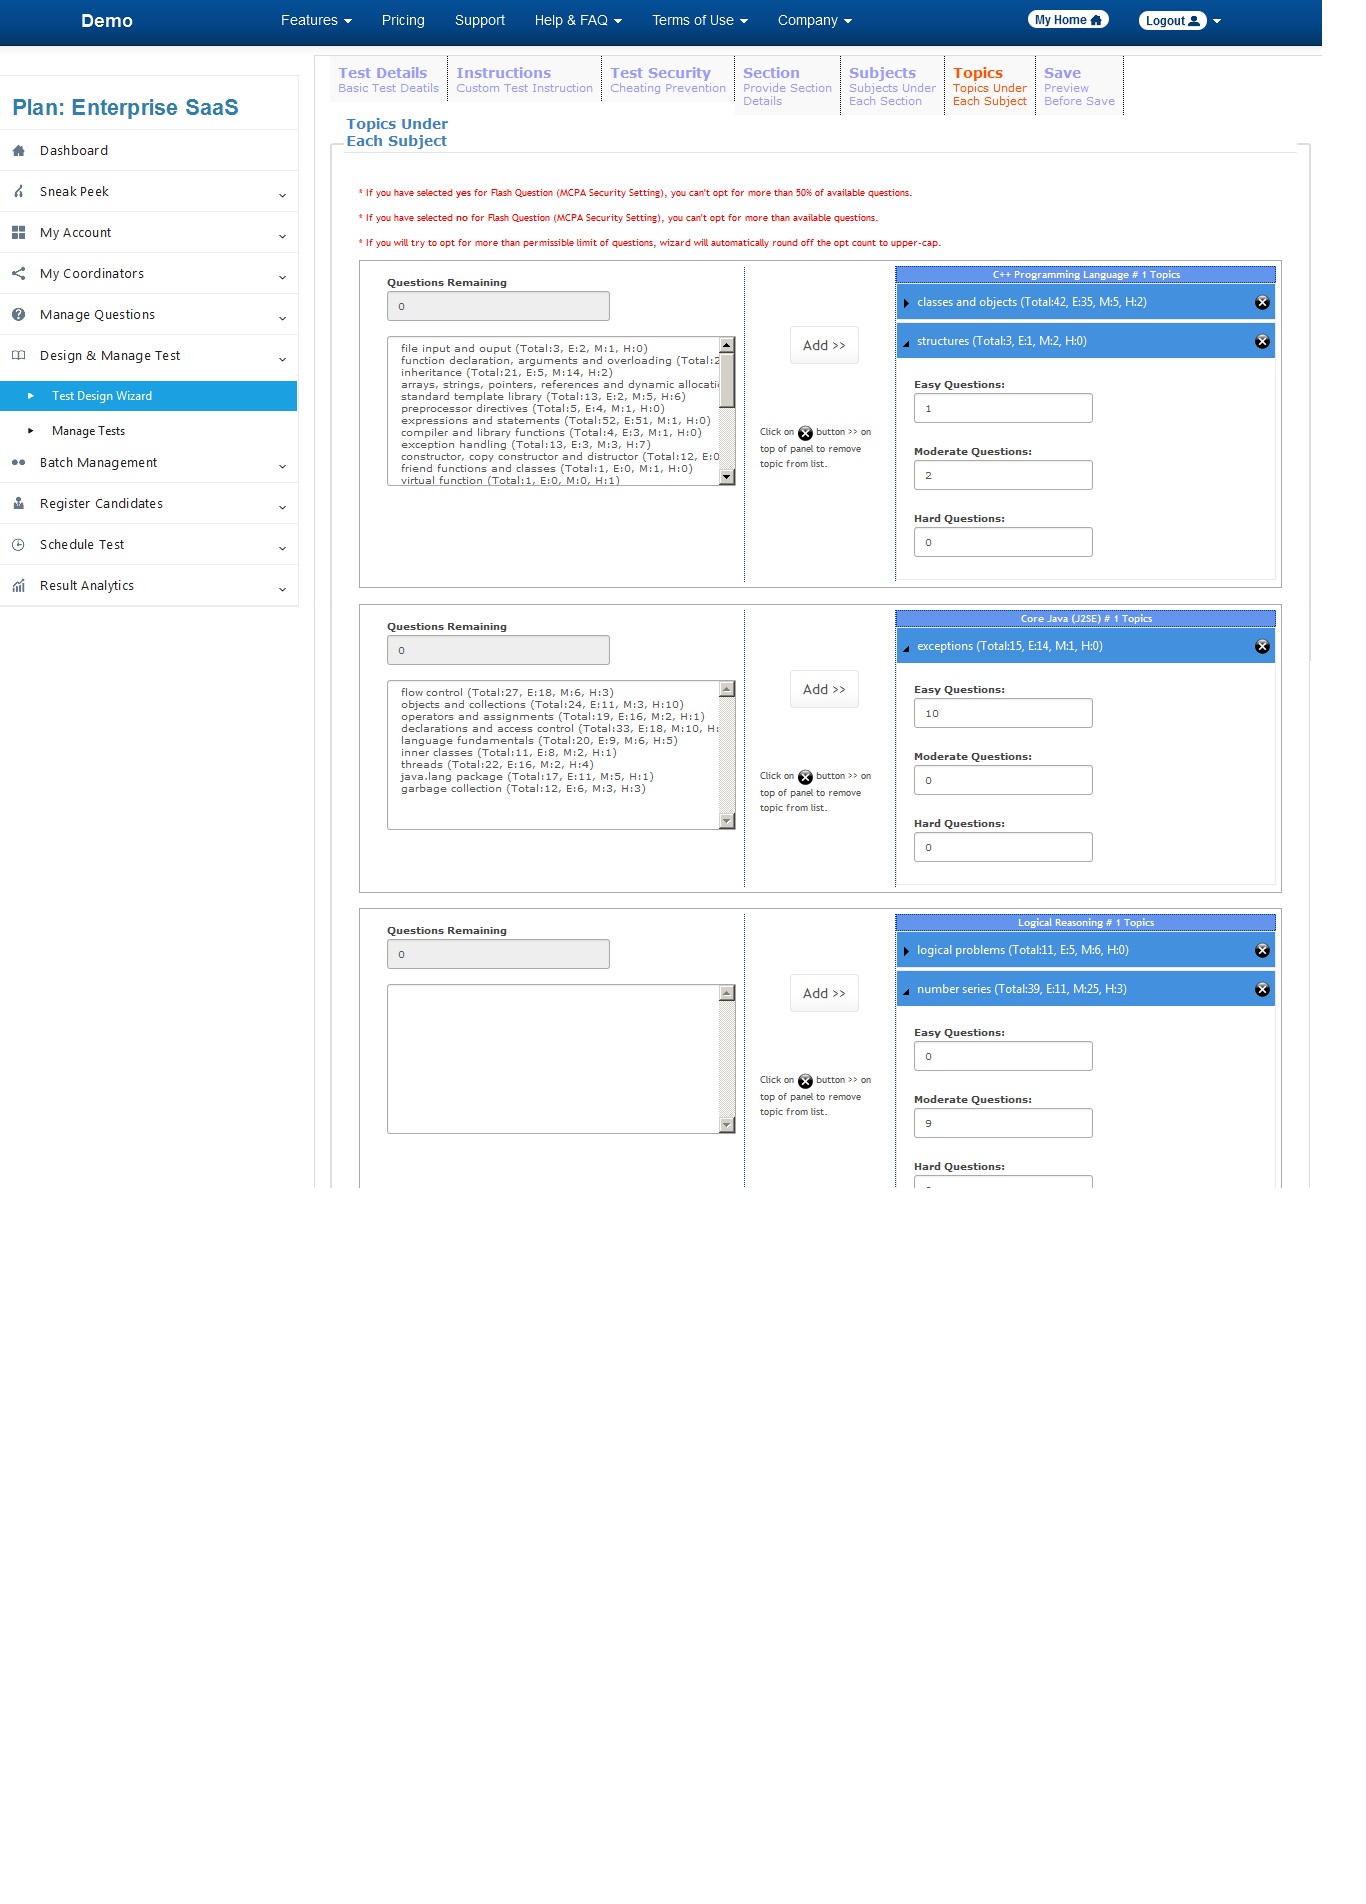 Demo
Features
Pricing
Support
Help & FAQ
Terms of Use
Company
My Home
Logout
Plan: Enterprise SaaS
Dashboard
Sneak Peek
My Account
My Coordinators
Manage Questions
Design & Manage Test
Test Design Wizard
Manage Tests
Batch Management
Register Candidates
Schedule Test
Result Analytics
Test Details
Basic Test Deatils
Instructions
Custom Test Instruction
Test Security
Cheating Prevention
Section
Provide Section
Details
Subjects
Subjects Under
Each Section
Topics
Topics Under
Each Subject
Save
Preview
Before Save
Topics Under
Each Subject
* If you have selected yes for Flash Question (MCPA Security Setting), you can't opt for more than 50% of available questions.
* If you have selected no for Flash Question (MCPA Security Setting), you can't opt for more than available questions.
* If you will try to opt for more than permissible limit of questions, wizard will automatically round off the opt count to upper-cap.
Questions Remaining
0
file input and ouput (Total:3, E:2, M:1, H:0)
function declaration, arguments and overloading (Total:2
inheritance (Total:21, E:5, M:14, H:2)
arrays, strings, pointers, references and dynamic allocati
standard template library (Total:13, E:2, M:5, H:6)
preprocessor directives (Total:5, E:4, M:1, H:0)
expressions and statements (Total:52, E:51, M:1, H:0)
compiler and library functions (Total:4, E:3, M:1, H:0)
exception handling (Total:13, E:3, M:3, H:7)
constructor, copy constructor and distructor (Total:12, E:0
friend functions and classes (Total:1, E:0, M:1, H:0)
virtual function (Total:1, E:0, M:0, H:1)
Add >>
Click on button >> on
top of panel to remove
topic from list.
C++ Programming Language # 1 Topics
classes and objects (Total:42, E:35, M:5, H:2)
structures (Total:3, E:1, M:2, H:0)
Easy Questions:
1
Moderate Questions:
2
Hard Questions:
0
Questions Remaining
0
flow control (Total:27, E:18, M:6, H:3)
objects and collections (Total:24, E:11, M:3, H:10)
operators and assignments (Total:19, E:16, M:2, H:1)
declarations and access control (Total:33, E:18, M:10, H:
language fundamentals (Total:20, E:9, M:6, H:5)
inner classes (Total:11, E:8, M:2, H:1)
threads (Total:22, E:16, M:2, H:4)
java.lang package (Total:17, E:11, M:5, H:1)
garbage collection (Total:12, E:6, M:3, H:3)
Add >>
Click on button >> on
top of panel to remove
topic from list.
Core Java (J2SE) # 1 Topics
exceptions (Total:15, E:14, M:1, H:0)
Easy Questions:
10
Moderate Questions:
0
Hard Questions:
0
Questions Remaining
0
Add >>
Click on button >> on
top of panel to remove
topic from list.
Logical Reasoning # 1 Topics
logical problems (Total:11, E:5, M:6, H:0)
number series (Total:39, E:11, M:25, H:3)
Easy Questions:
0
Moderate Questions:
9
Hard Questions: